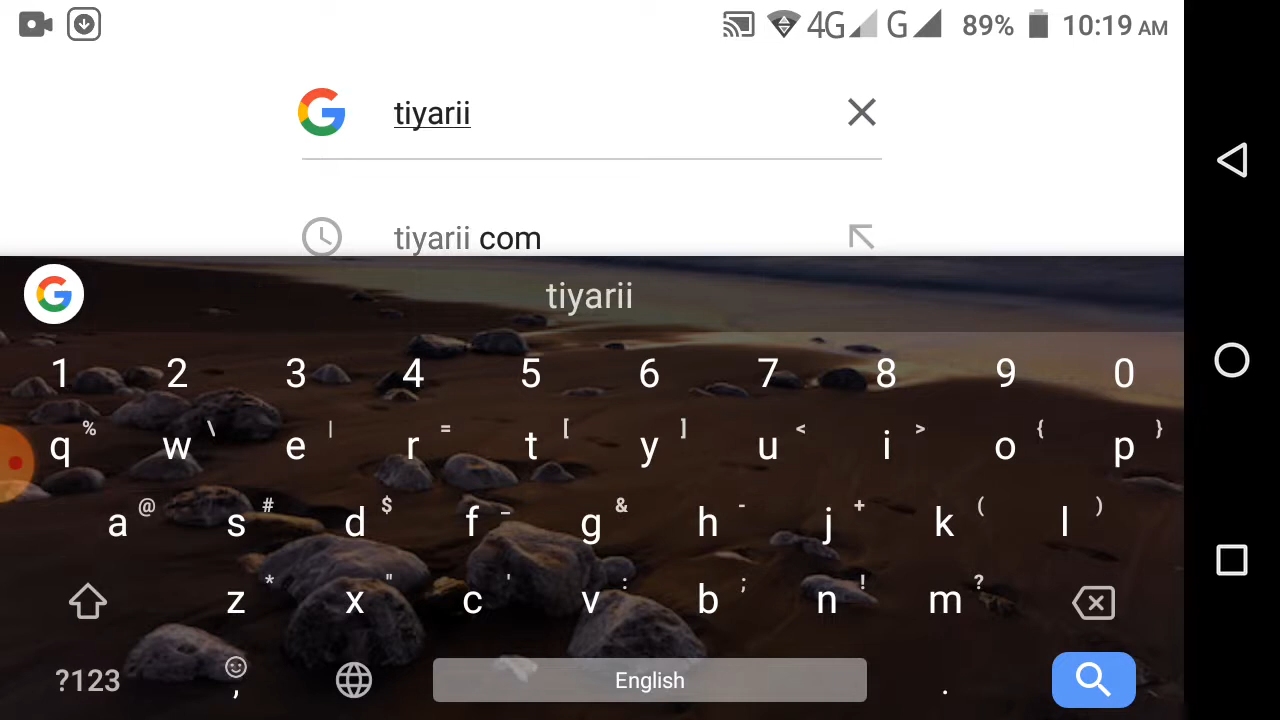 4G G 89% 10:19 AM
tiyarii
tiyarii com
G tiyarii
1 2 3 4 5 6 7 8 9 0
q % w \ e | r = t [ y ] u < i > o { p }
a @ s # d $ f _ g & h - j + k ( l )
z * x " c ' v : b ; n ! m ?
?123 , English .